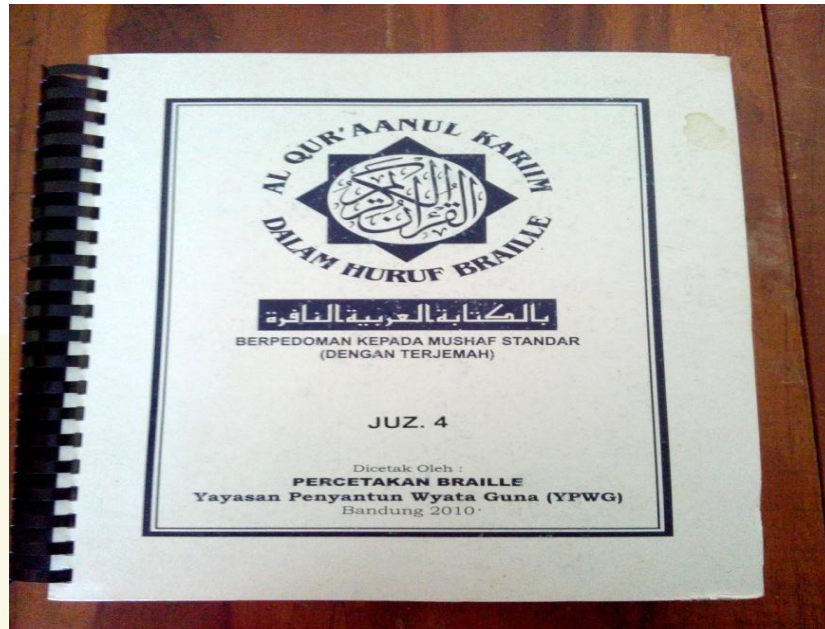 AL QUR'AANUL KARIIM
القرآن الكريم
DALAM HURUF BRAILLE
بالكتابة العربية النافرة
BERPEDOMAN KEPADA MUSHAF STANDAR
(DENGAN TERJEMAH)
JUZ. 4
Dicetak Oleh :
PERCETAKAN BRAILLE
Yayasan Penyantun Wyata Guna (YPWG)
Bandung 2010